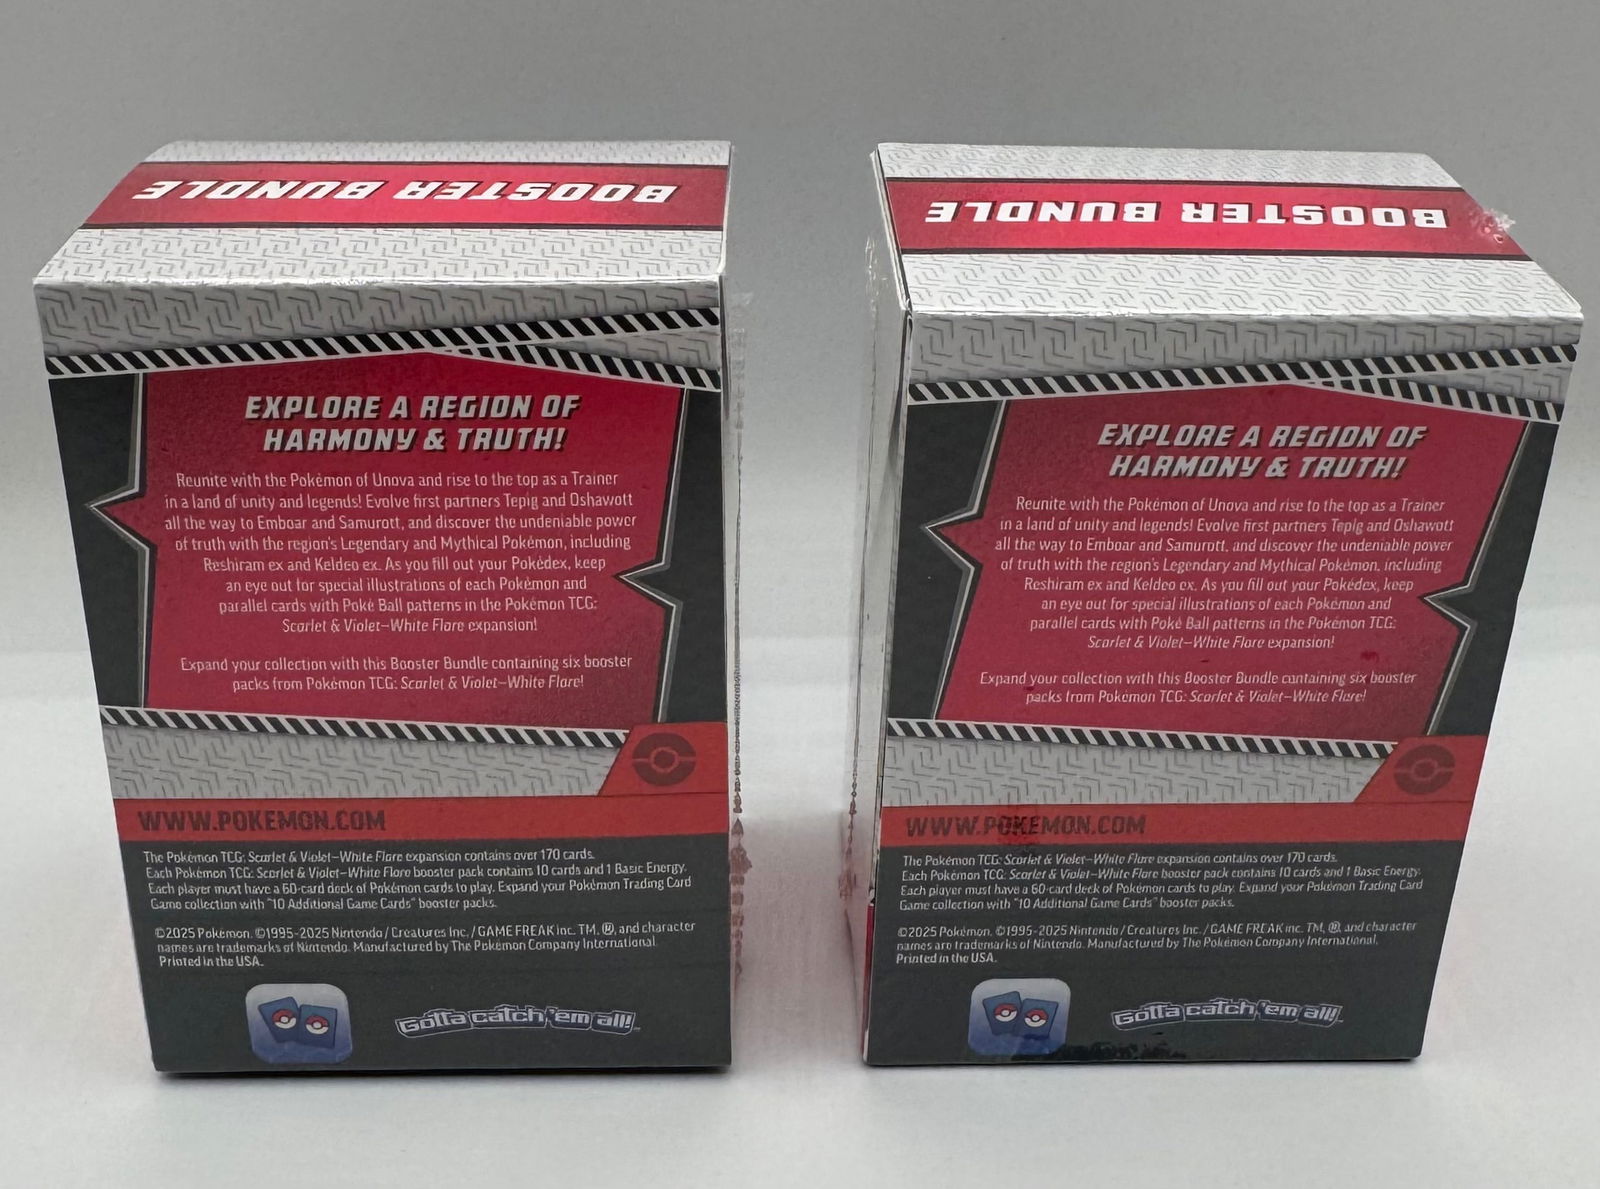 BOOSTER BUNDLE
EXPLORE A REGION OF
HARMONY & TRUTH!
Reunite with the Pokémon of Unova and rise to the top as a Trainer
in a land of unity and legends! Evolve first partners Tepig and Oshawott
all the way to Emboar and Samurott, and discover the undeniable power
of truth with the region's Legendary and Mythical Pokémon, including
Reshiram ex and Keldeo ex. As you fill out your Pokédex, keep
an eye out for special illustrations of each Pokémon and
parallel cards with Poké Ball patterns in the Pokémon TCG:
Scarlet & Violet—White Flare expansion!
Expand your collection with this Booster Bundle containing six booster
packs from Pokémon TCG: Scarlet & Violet—White Flare!
WWW.POKEMON.COM
The Pokémon TCG: Scarlet & Violet—White Flare expansion contains over 170 cards.
Each Pokémon TCG: Scarlet & Violet—White Flare booster pack contains 10 cards and 1 Basic Energy.
Each player must have a 60-card deck of Pokémon cards to play. Expand your Pokémon Trading Card
Game collection with "10 Additional Game Cards" booster packs.
©2025 Pokémon. ©1995-2025 Nintendo / Creatures Inc. / GAME FREAK inc. TM, ®, and character
names are trademarks of Nintendo. Manufactured by The Pokémon Company International.
Printed in the USA.
Gotta catch 'em all!™
BOOSTER BUNDLE
EXPLORE A REGION OF
HARMONY & TRUTH!
Reunite with the Pokémon of Unova and rise to the top as a Trainer
in a land of unity and legends! Evolve first partners Tepig and Oshawott
all the way to Emboar and Samurott, and discover the undeniable power
of truth with the region's Legendary and Mythical Pokémon, including
Reshiram ex and Keldeo ex. As you fill out your Pokédex, keep
an eye out for special illustrations of each Pokémon and
parallel cards with Poké Ball patterns in the Pokémon TCG:
Scarlet & Violet—White Flare expansion!
Expand your collection with this Booster Bundle containing six booster
packs from Pokémon TCG: Scarlet & Violet—White Flare!
WWW.POKEMON.COM
The Pokémon TCG: Scarlet & Violet—White Flare expansion contains over 170 cards.
Each Pokémon TCG: Scarlet & Violet—White Flare booster pack contains 10 cards and 1 Basic Energy.
Each player must have a 60-card deck of Pokémon cards to play. Expand your Pokémon Trading Card
Game collection with "10 Additional Game Cards" booster packs.
©2025 Pokémon. ©1995-2025 Nintendo / Creatures Inc. / GAME FREAK inc. TM, ®, and character
names are trademarks of Nintendo. Manufactured by The Pokémon Company International.
Printed in the USA.
Gotta catch 'em all!™